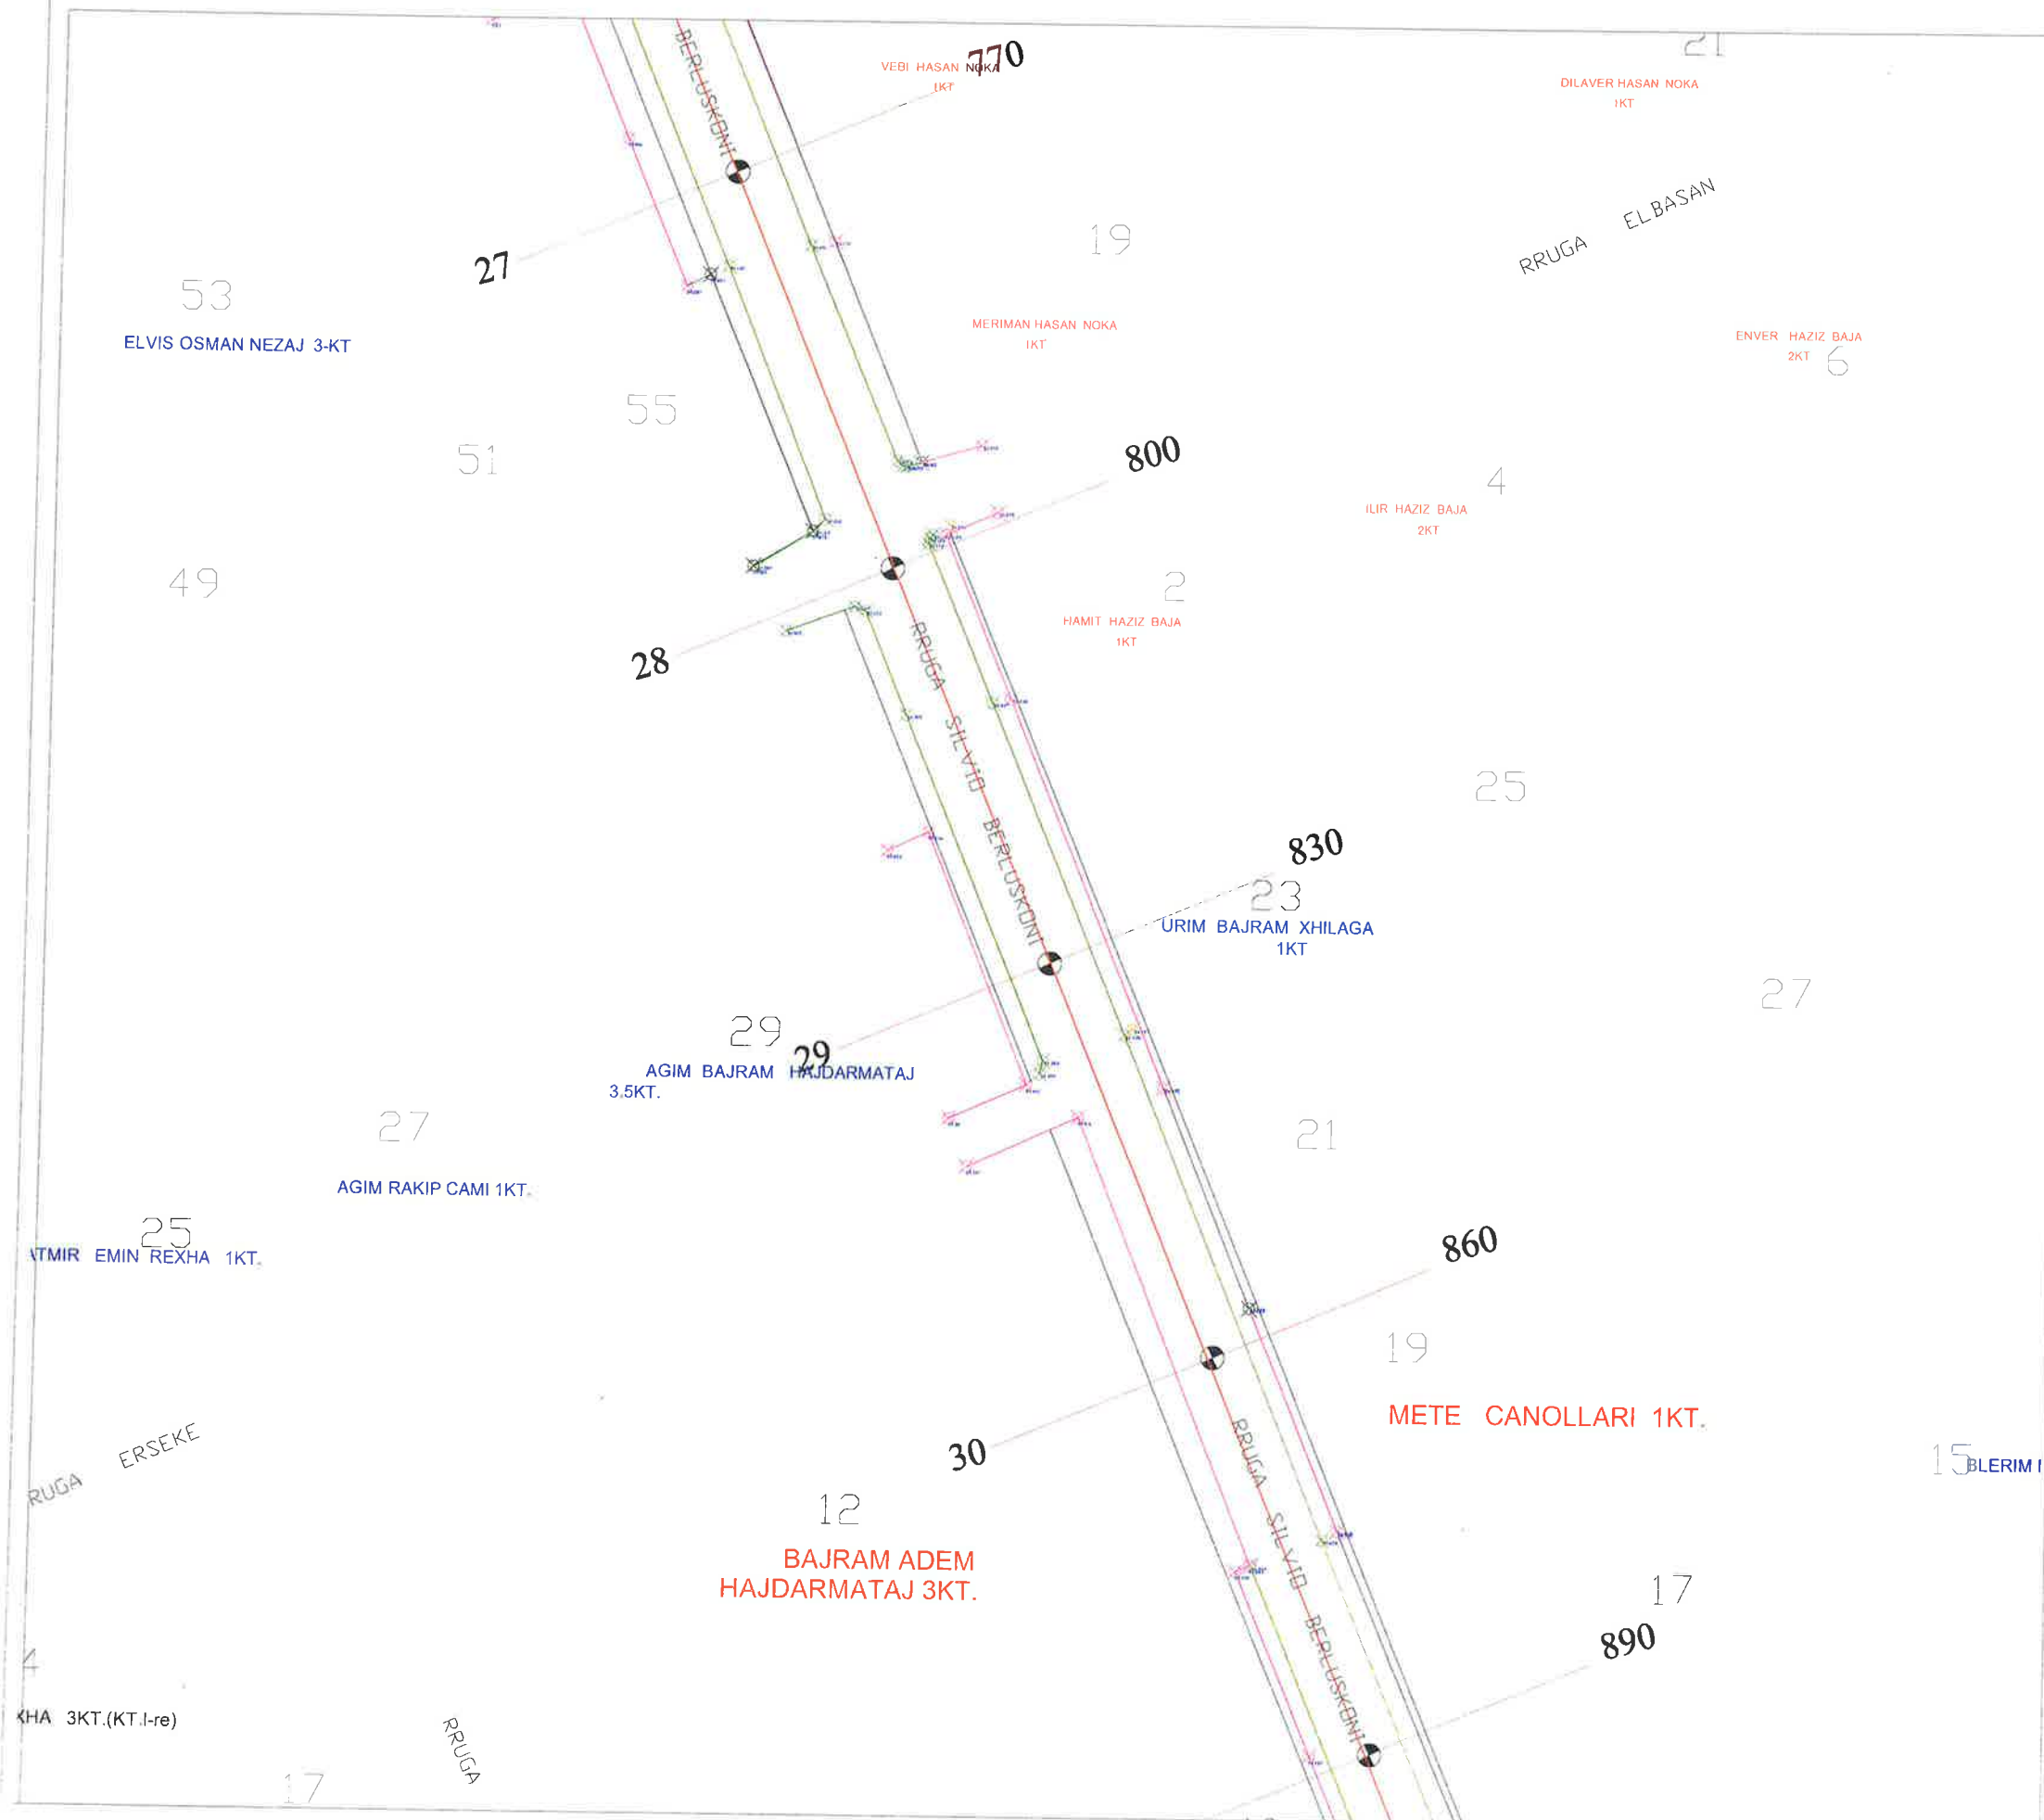 BERLUSKONI
770
VEBI HASAN NOKA
1KT
21
DILAVER HASAN NOKA
1KT
RRUGA ELBASAN
27
19
53
ELVIS OSMAN NEZAJ 3-KT
MERIMAN HASAN NOKA
1KT
ENVER HAZIZ BAJA
2KT
6
55
51
800
4
ILIR HAZIZ BAJA
2KT
49
2
HAMIT HAZIZ BAJA
1KT
28
RRUGA SILVIO BERLUSKONI
25
830
23
URIM BAJRAM XHILAGA
1KT
27
29
29
AGIM BAJRAM HAJDARMATAJ
3.5KT.
27
21
AGIM RAKIP CAMI 1KT.
25
ATMIR EMIN REXHA 1KT.
860
19
METE CANOLLARI 1KT.
30
ERSEKE
RUGA
15
BLERIM
12
BAJRAM ADEM
HAJDARMATAJ 3KT.
RRUGA SILVIO BERLUSKONI
17
890
4
XHA 3KT.(KT.I-re)
RRUGA
17